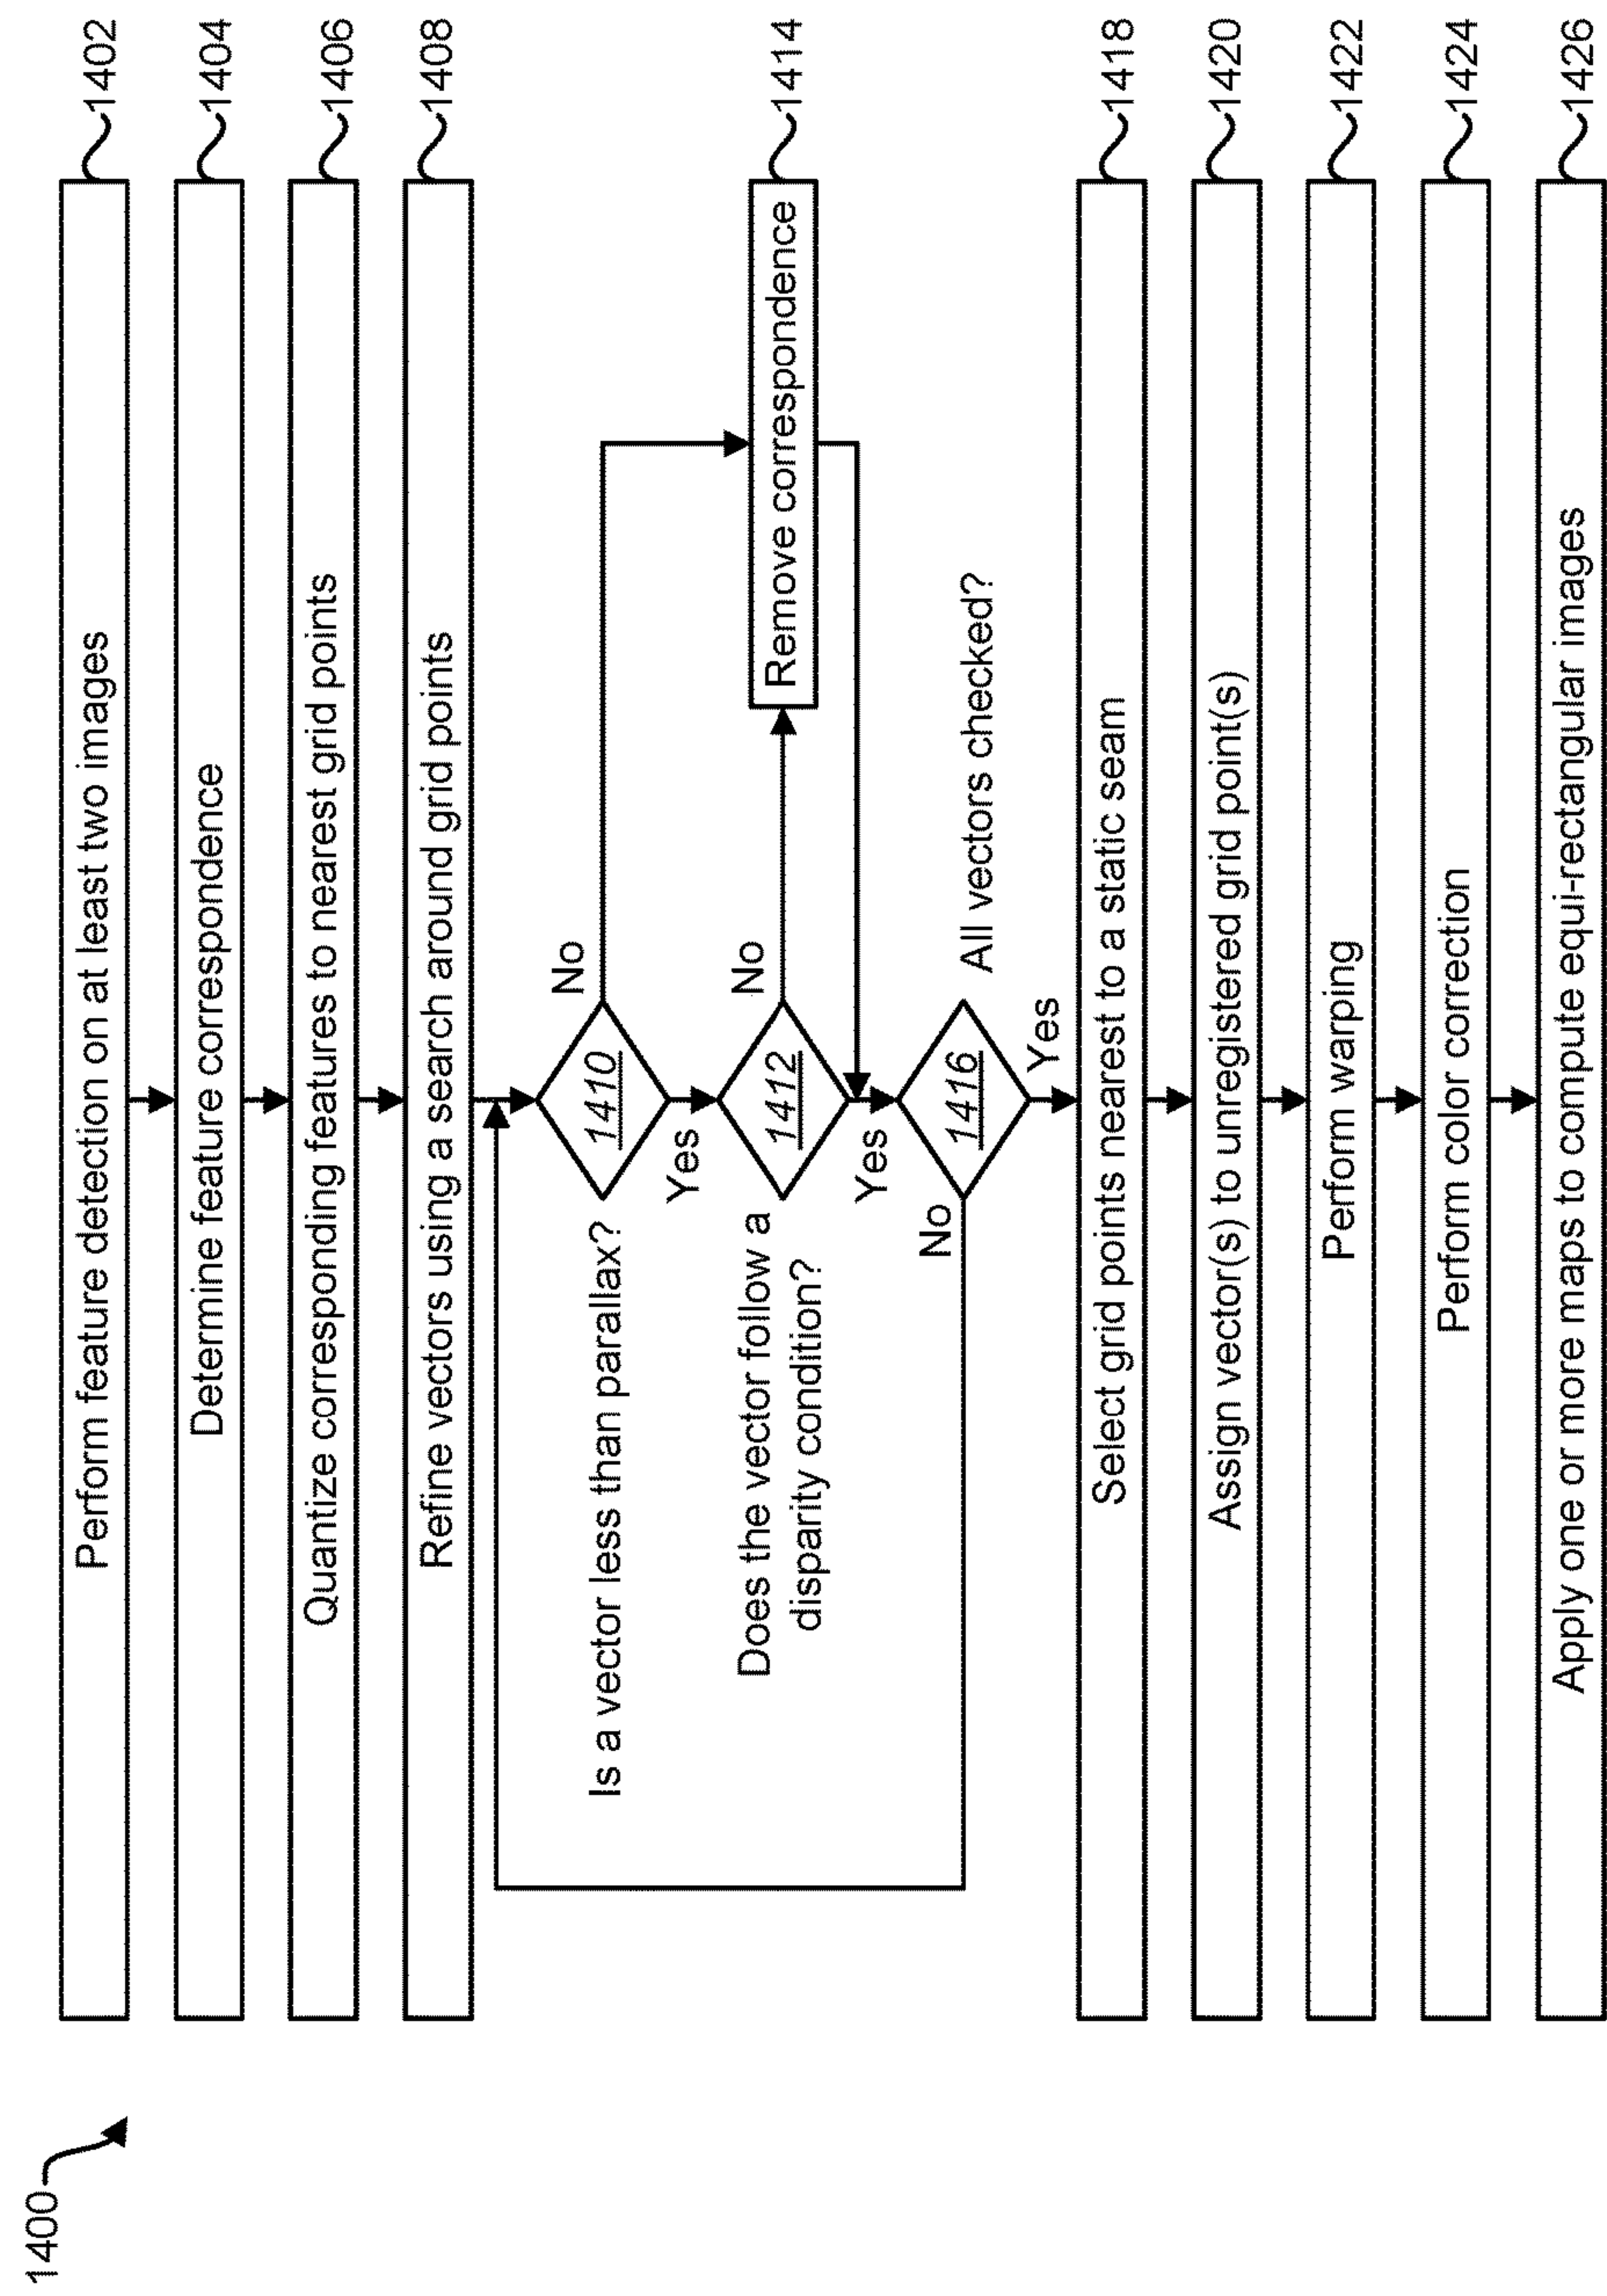 1400
Perform feature detection on at least two images
1402
Determine feature correspondence
1404
Quantize corresponding features to nearest grid points
1406
Refine vectors using a search around grid points
1408
Is a vector less than parallax?
1410
No
Yes
Does the vector follow a
disparity condition?
1412
No
Remove correspondence
1414
Yes
No
1416
All vectors checked?
Yes
Select grid points nearest to a static seam
1418
Assign vector(s) to unregistered grid point(s)
1420
Perform warping
1422
Perform color correction
1424
Apply one or more maps to compute equi-rectangular images
1426